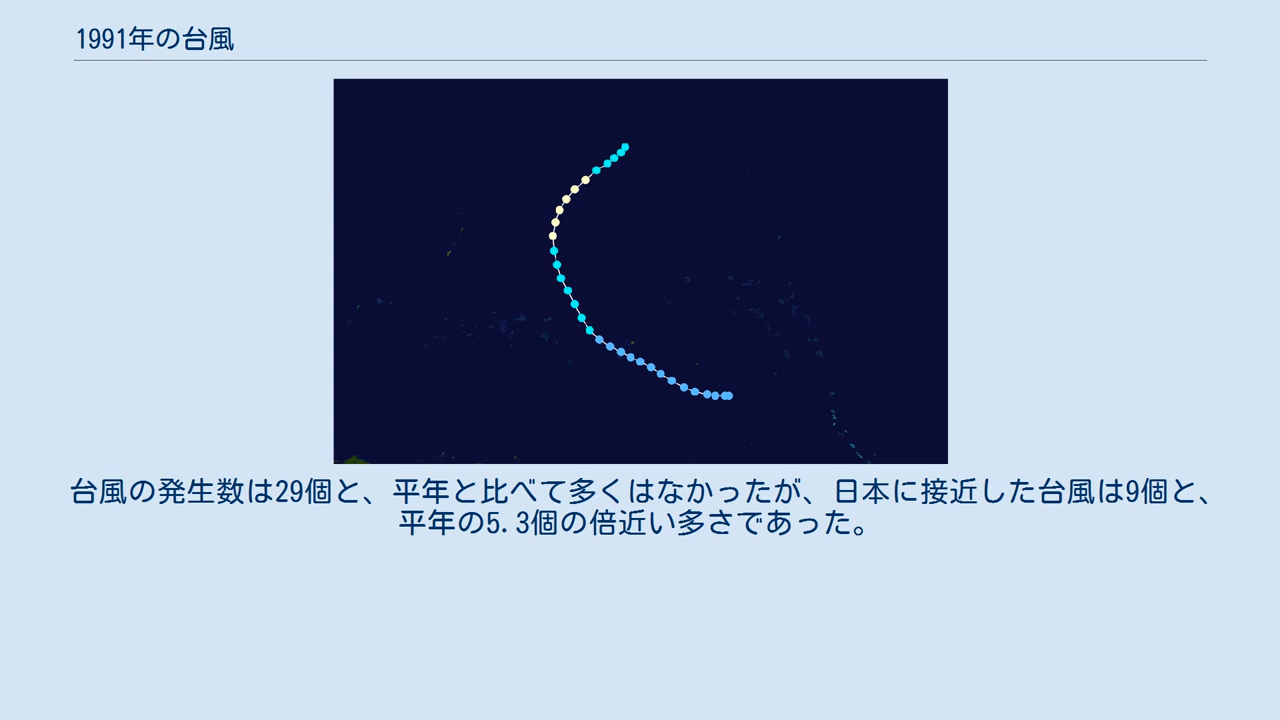 1991年の台風
台風の発生数は29個と、平年と比べて多くはなかったが、日本に接近した台風は9個と、
平年の5.3個の倍近い多さであった。